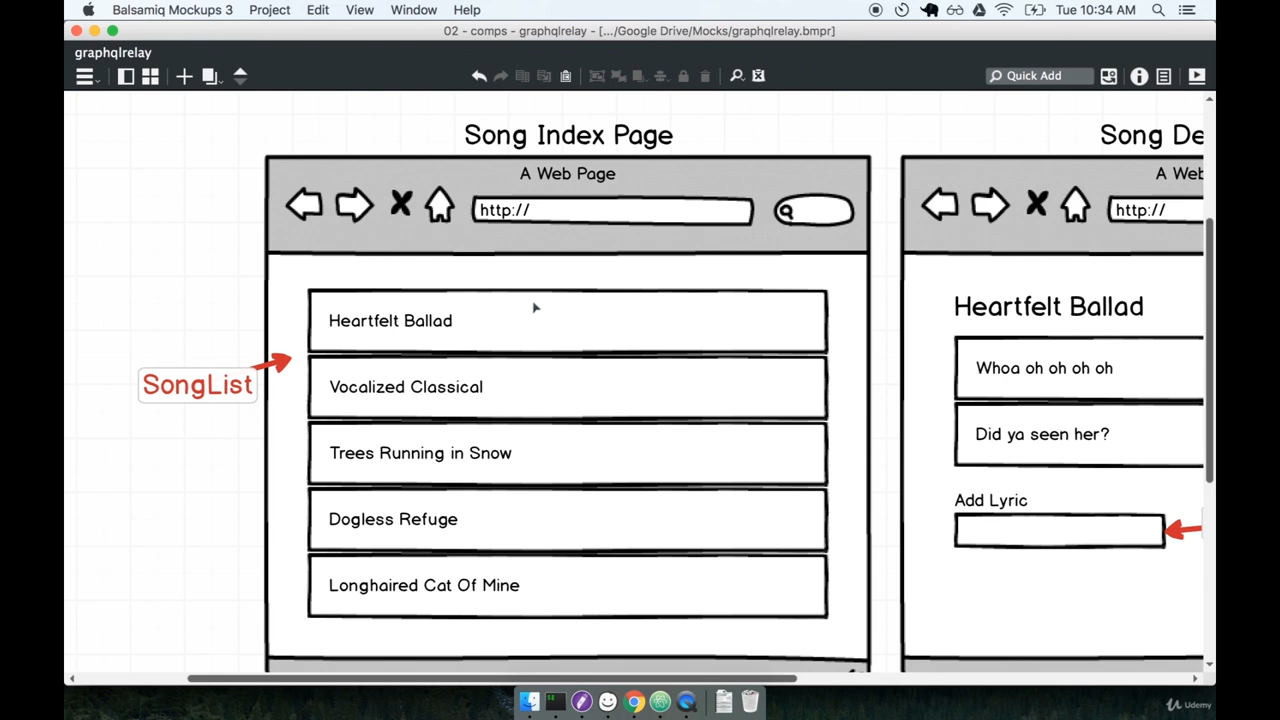 Balsamiq Mockups 3 Project Edit View Window Help Tue 10:34 AM
02 - comps - graphqlrelay - [.../Google Drive/Mocks/graphqlrelay.bmpr]
graphqlrelay
Quick Add
Song Index Page
Song De
A Web Page
A Web
http://
http://
SongList
Heartfelt Ballad
Vocalized Classical
Trees Running in Snow
Dogless Refuge
Longhaired Cat Of Mine
Heartfelt Ballad
Whoa oh oh oh oh
Did ya seen her?
Add Lyric
Udemy